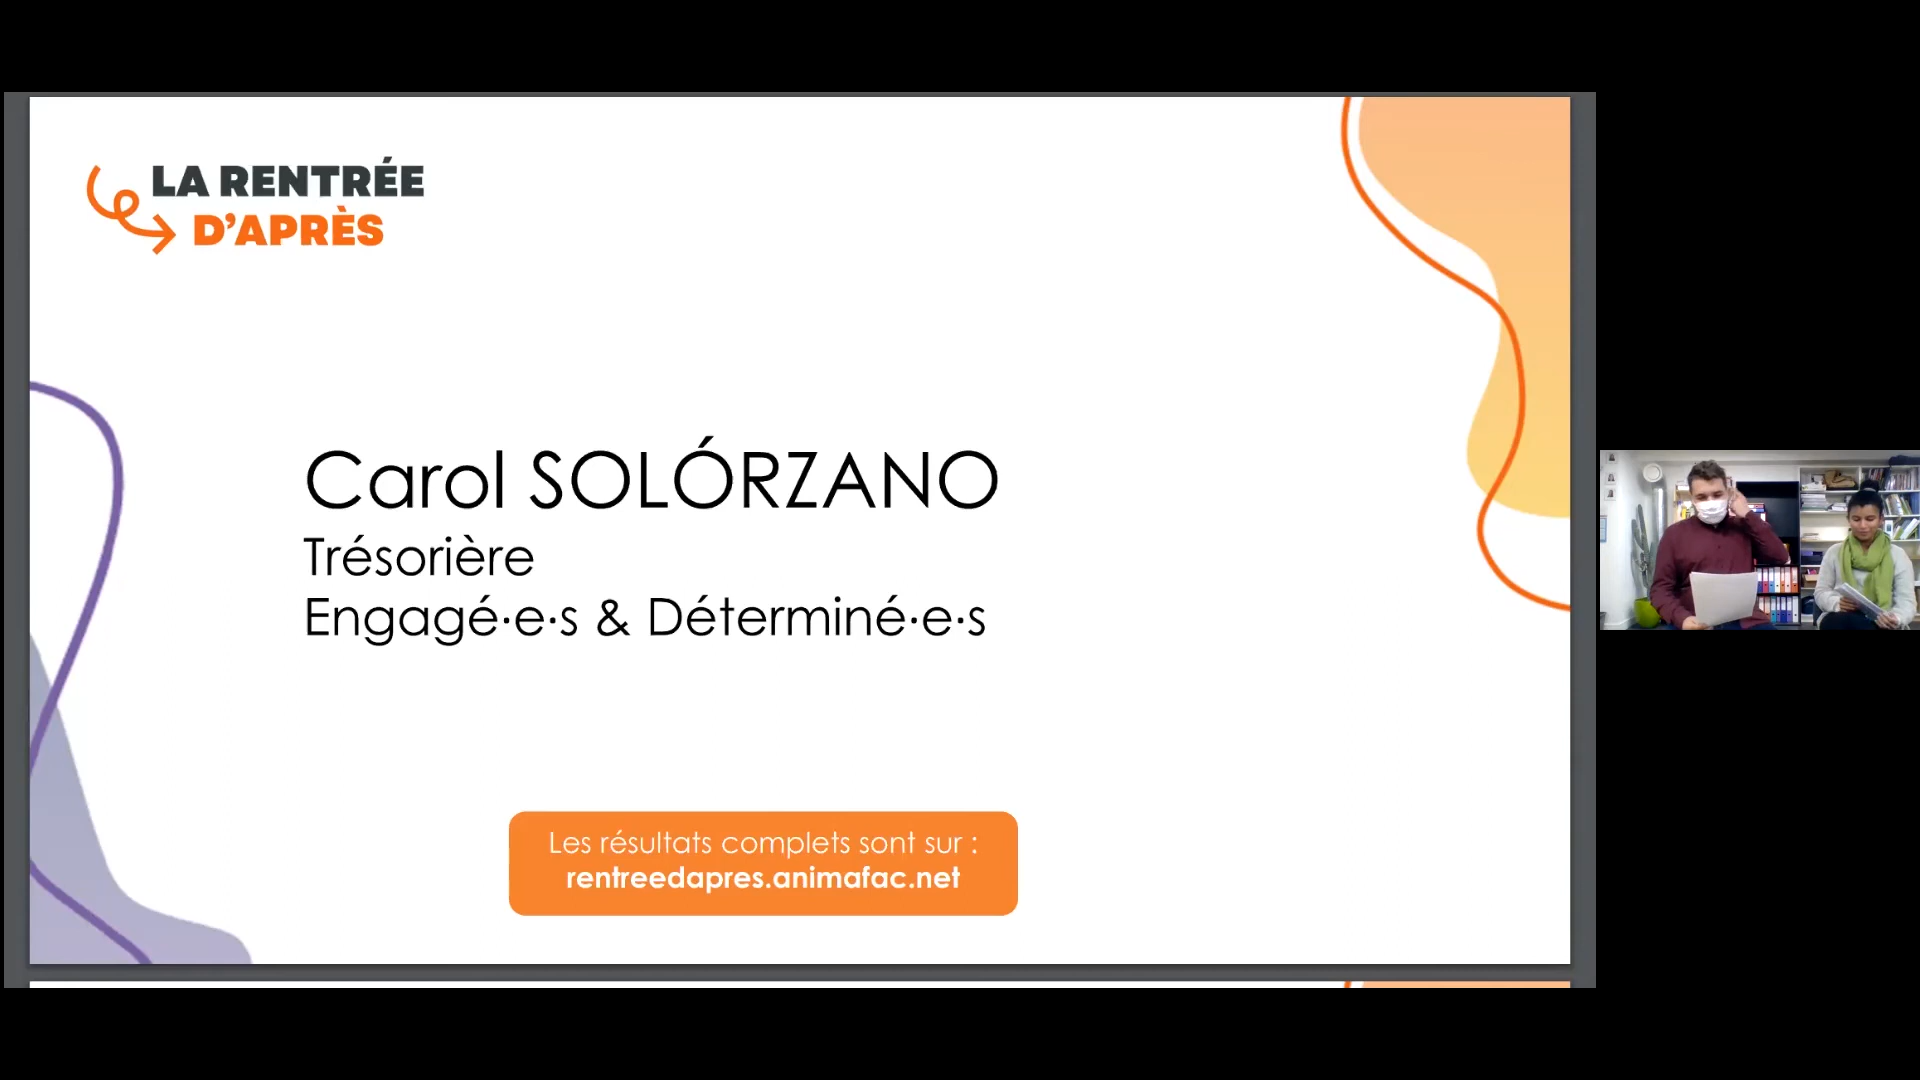 LA RENTRÉE
D'APRÈS
Carol SOLÓRZANO
Trésorière
Engagé·e·s & Déterminé·e·s
Les résultats complets sont sur :
rentreedapres.animafac.net